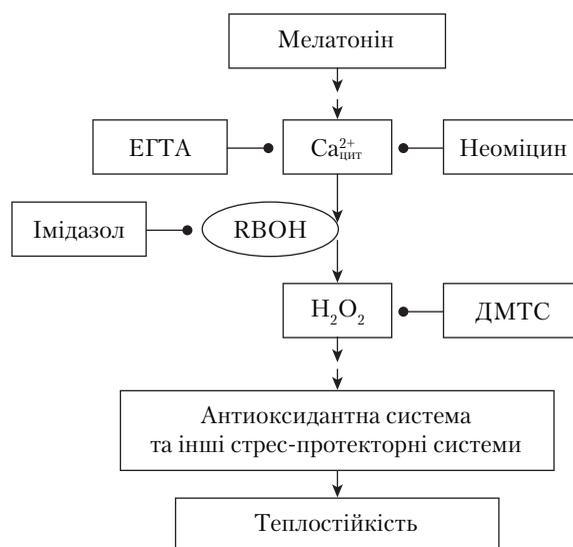 Мелатонін
ЕГТА
Ca²⁺цит
Неоміцин
Імідазол
RBOH
H₂O₂
ДМТС
Антиоксидантна система
та інші стрес-протекторні системи
Теплостійкість